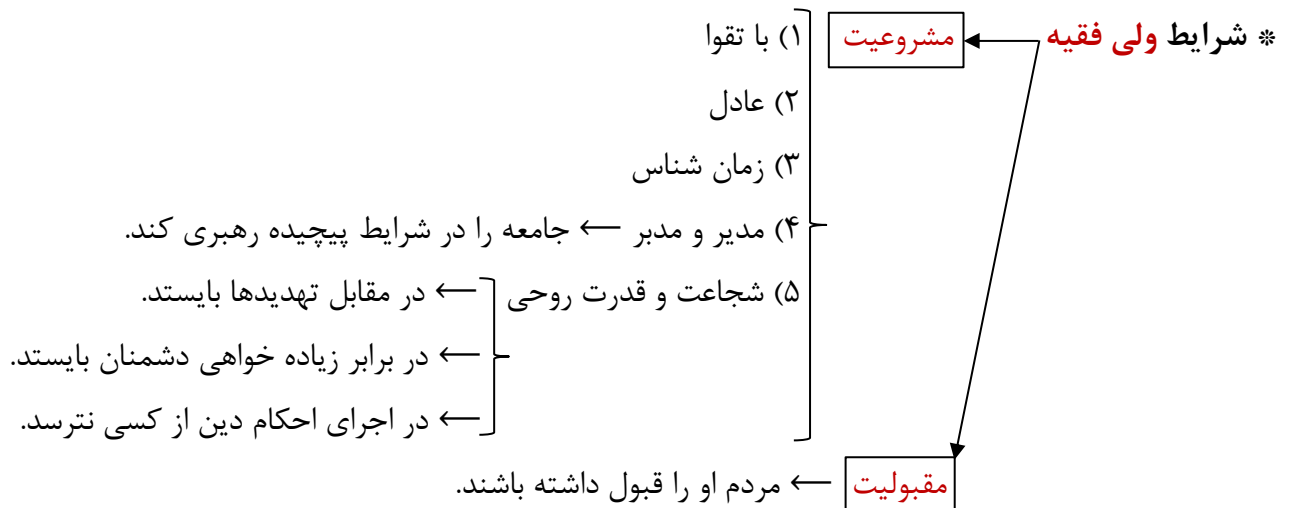 * شرایط ولی فقیه ← مشروعیت ۱) با تقوا
۲) عادل
۳) زمان شناس
۴) مدیر و مدبر ← جامعه را در شرایط پیچیده رهبری کند.
۵) شجاعت و قدرت روحی ← در مقابل تهدیدها بایستد.
← در برابر زیاده خواهی دشمنان بایستد.
← در اجرای احکام دین از کسی نترسد.
مقبولیت ← مردم او را قبول داشته باشند.